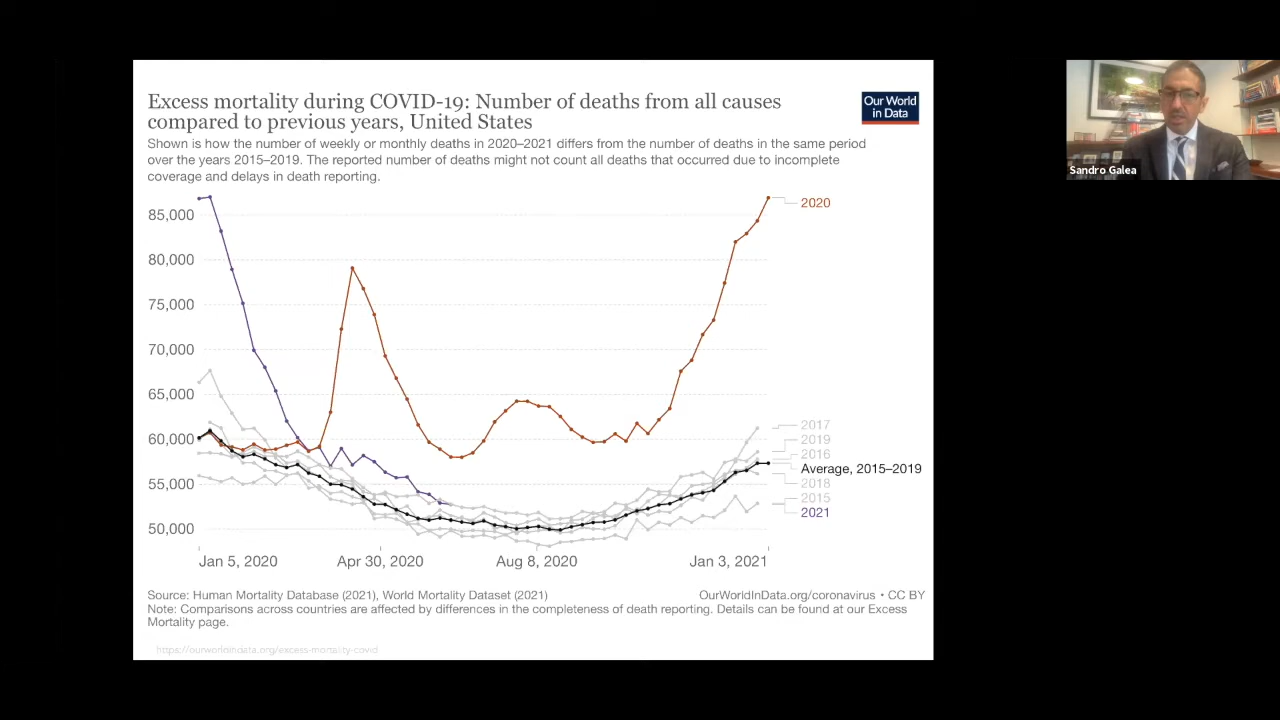 Excess mortality during COVID-19: Number of deaths from all causes
compared to previous years, United States
Our World
in Data
Shown is how the number of weekly or monthly deaths in 2020–2021 differs from the number of deaths in the same period
over the years 2015–2019. The reported number of deaths might not count all deaths that occurred due to incomplete
coverage and delays in death reporting.
Sandro Galea
85,000
80,000
75,000
70,000
65,000
60,000
55,000
50,000
2020
2017
2019
2016
Average, 2015–2019
2018
2015
2021
Jan 5, 2020
Apr 30, 2020
Aug 8, 2020
Jan 3, 2021
Source: Human Mortality Database (2021), World Mortality Dataset (2021)
OurWorldInData.org/coronavirus • CC BY
Note: Comparisons across countries are affected by differences in the completeness of death reporting. Details can be found at our Excess
Mortality page.
https://ourworldindata.org/excess-mortality-covid